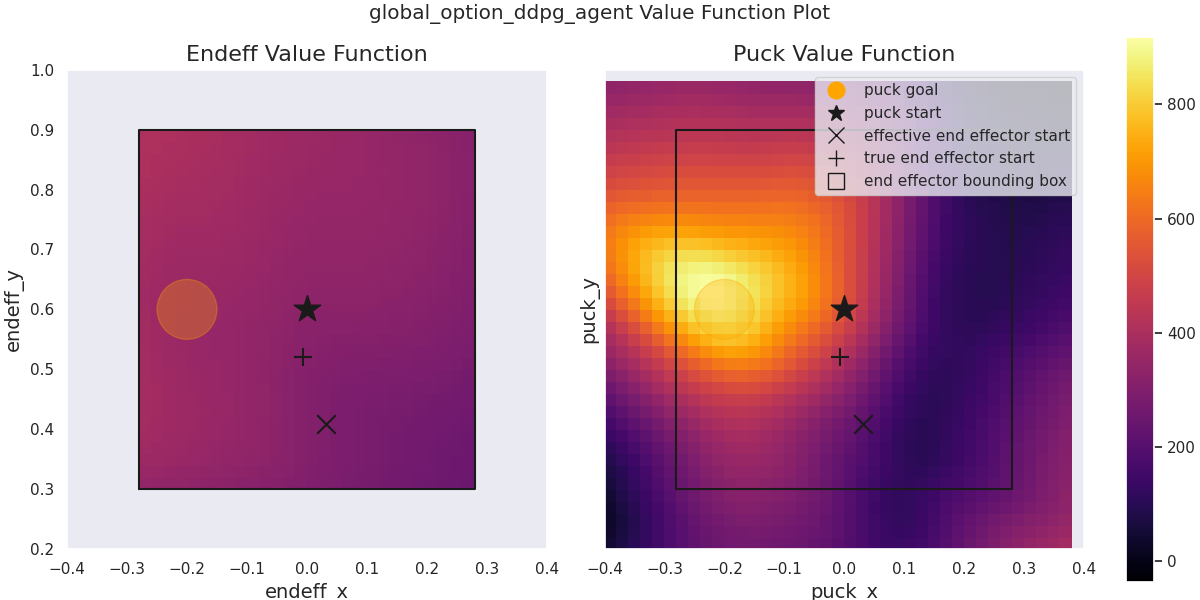 global_option_ddpg_agent Value Function Plot
Endeff Value Function
1.0
0.9
0.8
0.7
0.6
0.5
0.4
0.3
0.2
endeff_y
−0.4 −0.3 −0.2 −0.1 0.0 0.1 0.2 0.3 0.4
endeff_x
Puck Value Function
puck goal
puck start
effective end effector start
true end effector start
end effector bounding box
puck_y
−0.4 −0.3 −0.2 −0.1 0.0 0.1 0.2 0.3 0.4
puck_x
800
600
400
200
0